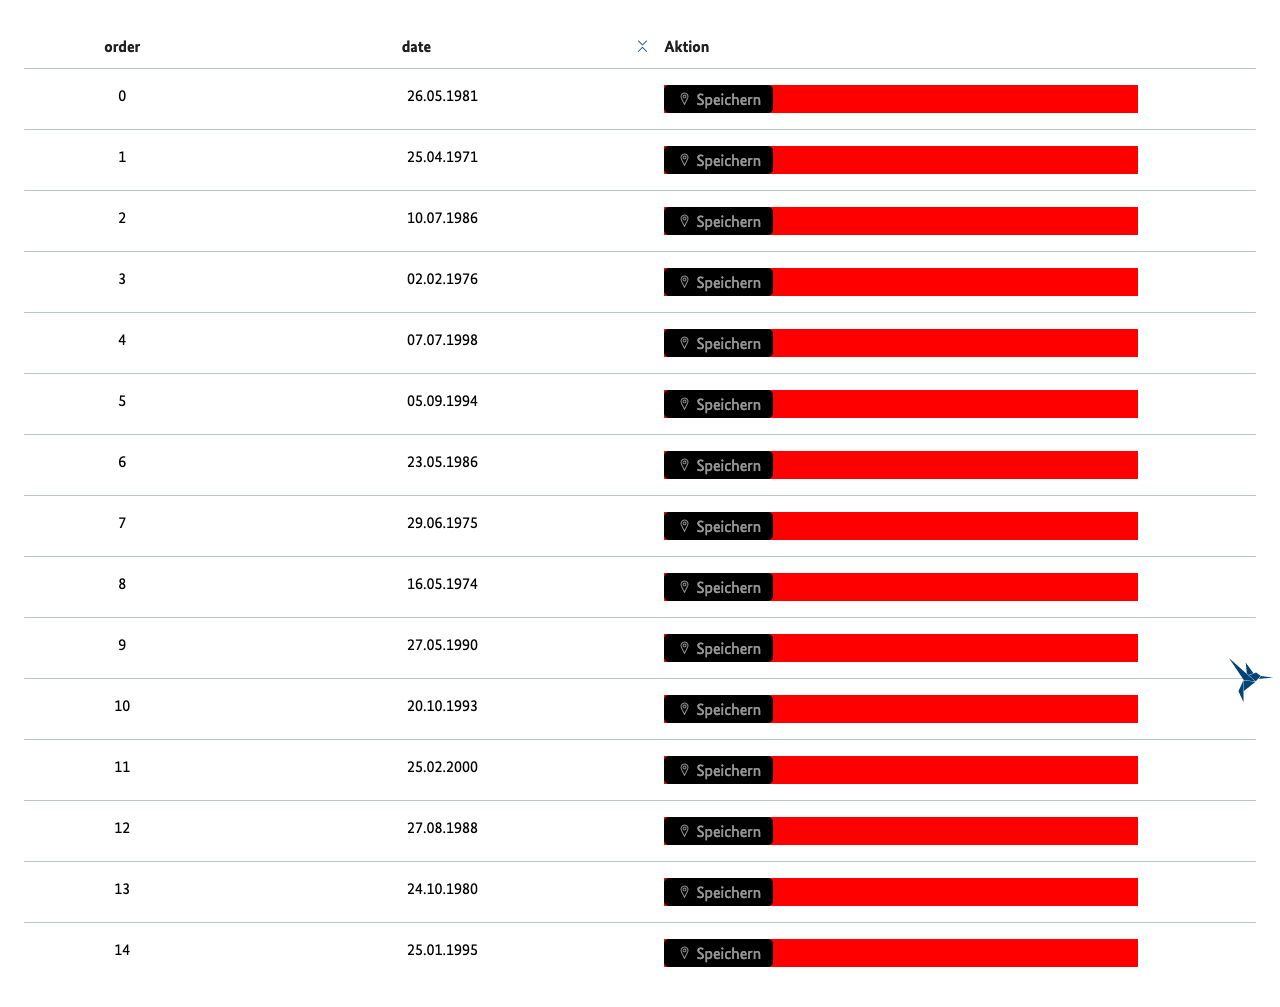 order date Aktion
0 26.05.1981 Speichern
1 25.04.1971 Speichern
2 10.07.1986 Speichern
3 02.02.1976 Speichern
4 07.07.1998 Speichern
5 05.09.1994 Speichern
6 23.05.1986 Speichern
7 29.06.1975 Speichern
8 16.05.1974 Speichern
9 27.05.1990 Speichern
10 20.10.1993 Speichern
11 25.02.2000 Speichern
12 27.08.1988 Speichern
13 24.10.1980 Speichern
14 25.01.1995 Speichern